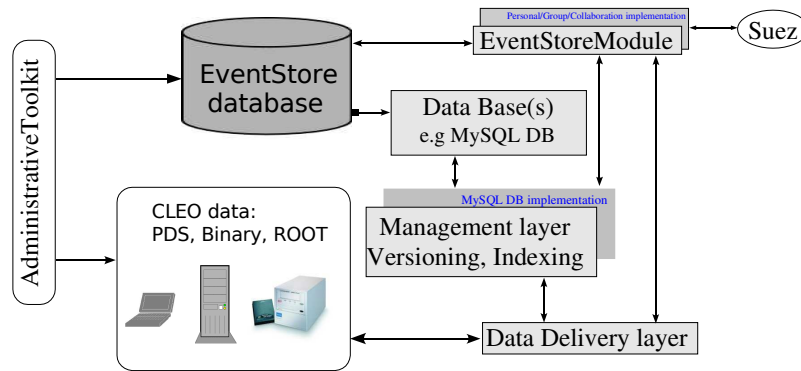 Personal/Group/Collaboration implementation
EventStoreModule
Suez
EventStore
database
AdministrativeToolkit
Data Base(s)
e.g MySQL DB
MySQL DB implementation
Management layer
Versioning, Indexing
CLEO data:
PDS, Binary, ROOT
Data Delivery layer